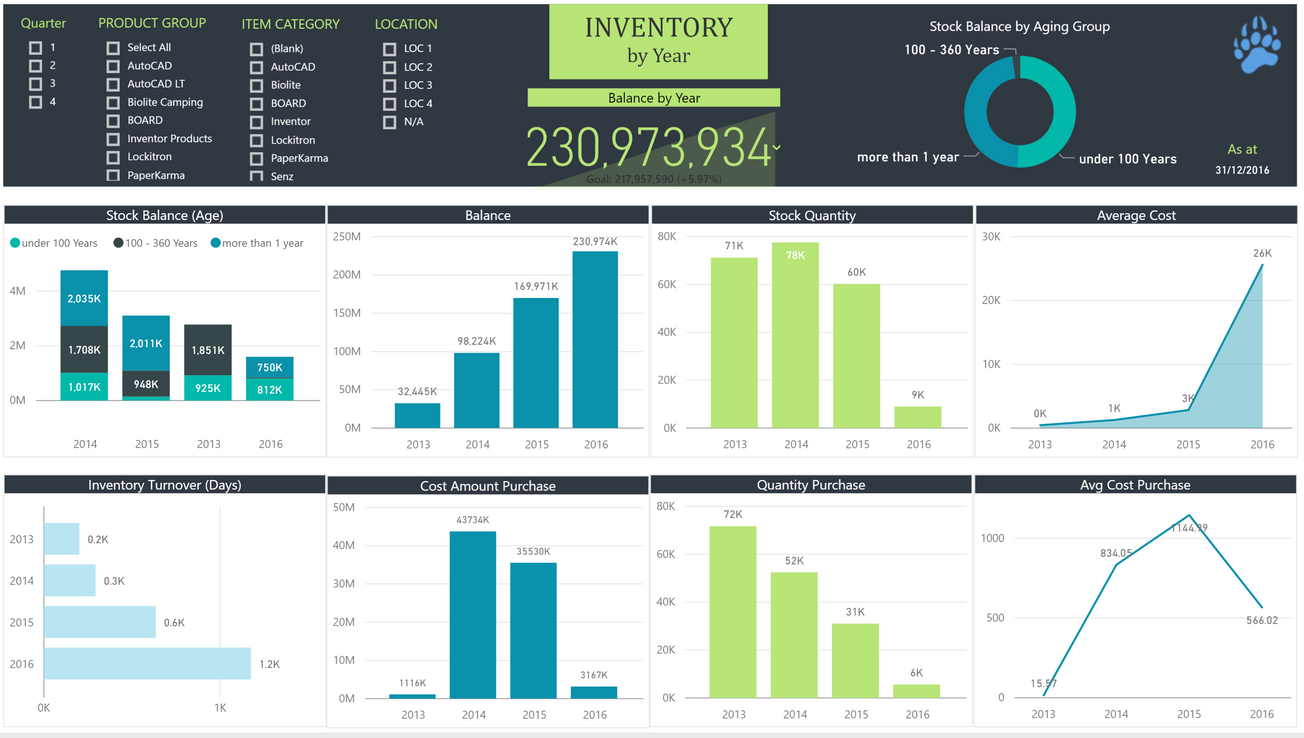 Quarter
1
2
3
4
PRODUCT GROUP
Select All
AutoCAD
AutoCAD LT
Biolite Camping
BOARD
Inventor Products
Lockitron
PaperKarma
ITEM CATEGORY
(Blank)
AutoCAD
Biolite
BOARD
Inventor
Lockitron
PaperKarma
Senz
LOCATION
LOC 1
LOC 2
LOC 3
LOC 4
N/A
INVENTORY
by Year
Balance by Year
230,973,934
Goal: 217,957,590 (+5.97%)
Stock Balance by Aging Group
100 - 360 Years
more than 1 year
under 100 Years
As at
31/12/2016
Stock Balance (Age)
under 100 Years 100 - 360 Years more than 1 year
4M
2M
0M
2,035K
1,708K
1,017K
2,011K
948K
1,851K
925K
750K
812K
2014 2015 2013 2016
Balance
250M
200M
150M
100M
50M
0M
32,445K
98,224K
169,971K
230,974K
2013 2014 2015 2016
Stock Quantity
80K
60K
40K
20K
0K
71K
78K
60K
9K
2013 2014 2015 2016
Average Cost
30K
20K
10K
0K
0K
1K
3K
26K
2013 2014 2015 2016
Inventory Turnover (Days)
2013 0.2K
2014 0.3K
2015 0.6K
2016 1.2K
0K 1K
Cost Amount Purchase
50M
40M
30M
20M
10M
0M
1116K
43734K
35530K
3167K
2013 2014 2015 2016
Quantity Purchase
80K
60K
40K
20K
0K
72K
52K
31K
6K
2013 2014 2015 2016
Avg Cost Purchase
1000
500
0
15.57
834.05
566.02
2013 2014 2015 2016